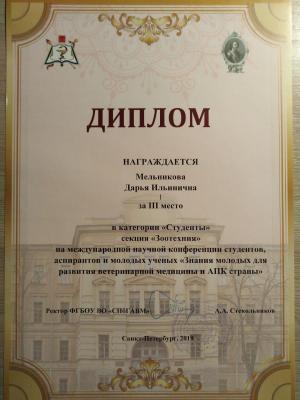 ДИПЛОМ
НАГРАЖДАЕТСЯ
Мельникова
Дарья Ильинична
за III место
в категории «Студенты»
секция «Зоотехния»
на международной научной конференции студентов,
аспирантов и молодых ученых «Знания молодых для
развития ветеринарной медицины и АПК страны»
Ректор ФГБОУ ВО «СПбГАВМ» А.А. Стекольников
Санкт-Петербург, 2019